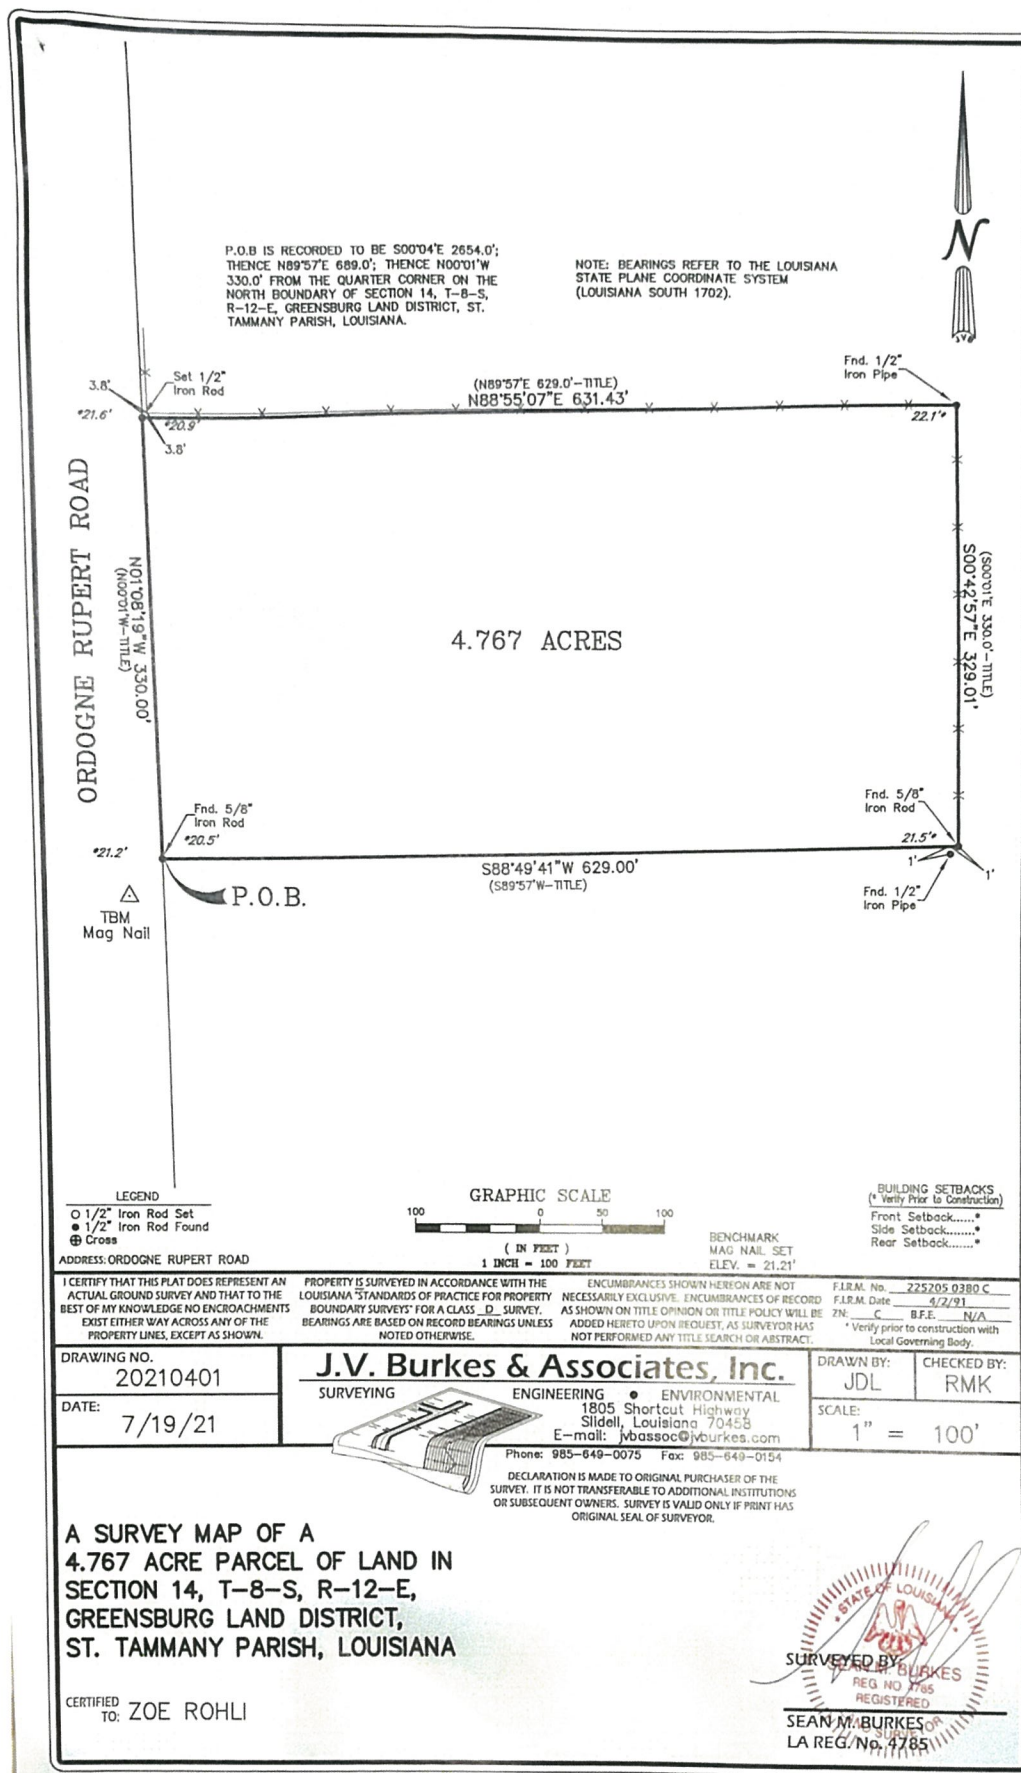 P.O.B IS RECORDED TO BE S00°04'E 2654.0';
THENCE N89°57'E 689.0'; THENCE N00°01'W
330.0' FROM THE QUARTER CORNER ON THE
NORTH BOUNDARY OF SECTION 14, T-8-S,
R-12-E, GREENSBURG LAND DISTRICT, ST.
TAMMANY PARISH, LOUISIANA.
NOTE: BEARINGS REFER TO THE LOUISIANA
STATE PLANE COORDINATE SYSTEM
(LOUISIANA SOUTH 1702).
N
JVB
Fnd. 1/2"
Iron Pipe
Set 1/2"
Iron Rod
3.8'
*21.6'
*20.9'
3.8'
(N89°57'E 629.0'-TITLE)
N88°55'07"E 631.43'
22.1'*
ORDOGNE RUPERT ROAD
N01°08'19"W 330.00'
(N00°01'W-TITLE)
4.767 ACRES
(S00°01'E 330.0'-TITLE)
S00°42'57"E 329.01'
Fnd. 5/8"
Iron Rod
*20.5'
*21.2'
Fnd. 5/8"
Iron Rod
21.5'*
1'
1'
S88°49'41"W 629.00'
(S89°57'W-TITLE)
Fnd. 1/2"
Iron Pipe
P.O.B.
TBM
Mag Nail
LEGEND
1/2" Iron Rod Set
1/2" Iron Rod Found
Cross
ADDRESS: ORDOGNE RUPERT ROAD
GRAPHIC SCALE
100 0 50 100
( IN FEET )
1 INCH = 100 FEET
BENCHMARK
MAG NAIL SET
ELEV. = 21.21'
BUILDING SETBACKS
(* Verify Prior to Construction)
Front Setback......*
Side Setback........*
Rear Setback.......*
I CERTIFY THAT THIS PLAT DOES REPRESENT AN
ACTUAL GROUND SURVEY AND THAT TO THE
BEST OF MY KNOWLEDGE NO ENCROACHMENTS
EXIST EITHER WAY ACROSS ANY OF THE
PROPERTY LINES, EXCEPT AS SHOWN.
PROPERTY IS SURVEYED IN ACCORDANCE WITH THE
LOUISIANA "STANDARDS OF PRACTICE FOR PROPERTY
BOUNDARY SURVEYS" FOR A CLASS D SURVEY.
BEARINGS ARE BASED ON RECORD BEARINGS UNLESS
NOTED OTHERWISE.
ENCUMBRANCES SHOWN HEREON ARE NOT
NECESSARILY EXCLUSIVE. ENCUMBRANCES OF RECORD
AS SHOWN ON TITLE OPINION OR TITLE POLICY WILL BE
ADDED HERETO UPON REQUEST, AS SURVEYOR HAS
NOT PERFORMED ANY TITLE SEARCH OR ABSTRACT.
F.I.R.M. No. 225205 0380 C
F.I.R.M. Date 4/2/91
ZN: C B.F.E. N/A
* Verify prior to construction with
Local Governing Body.
DRAWING NO.
20210401
DATE:
7/19/21
J.V. Burkes & Associates, Inc.
SURVEYING ENGINEERING ● ENVIRONMENTAL
1805 Shortcut Highway
Slidell, Louisiana 70458
E-mail: jvbassoc@jvburkes.com
Phone: 985-649-0075 Fax: 985-649-0154
DRAWN BY:
JDL
CHECKED BY:
RMK
SCALE:
1" = 100'
DECLARATION IS MADE TO ORIGINAL PURCHASER OF THE
SURVEY. IT IS NOT TRANSFERABLE TO ADDITIONAL INSTITUTIONS
OR SUBSEQUENT OWNERS. SURVEY IS VALID ONLY IF PRINT HAS
ORIGINAL SEAL OF SURVEYOR.
A SURVEY MAP OF A
4.767 ACRE PARCEL OF LAND IN
SECTION 14, T-8-S, R-12-E,
GREENSBURG LAND DISTRICT,
ST. TAMMANY PARISH, LOUISIANA
CERTIFIED
TO: ZOE ROHLI
STATE OF LOUISIANA
SEAN M. BURKES
REG. NO. 4785
REGISTERED
LAND SURVEYOR
SURVEYED BY:
SEAN M. BURKES
LA REG. No. 4785